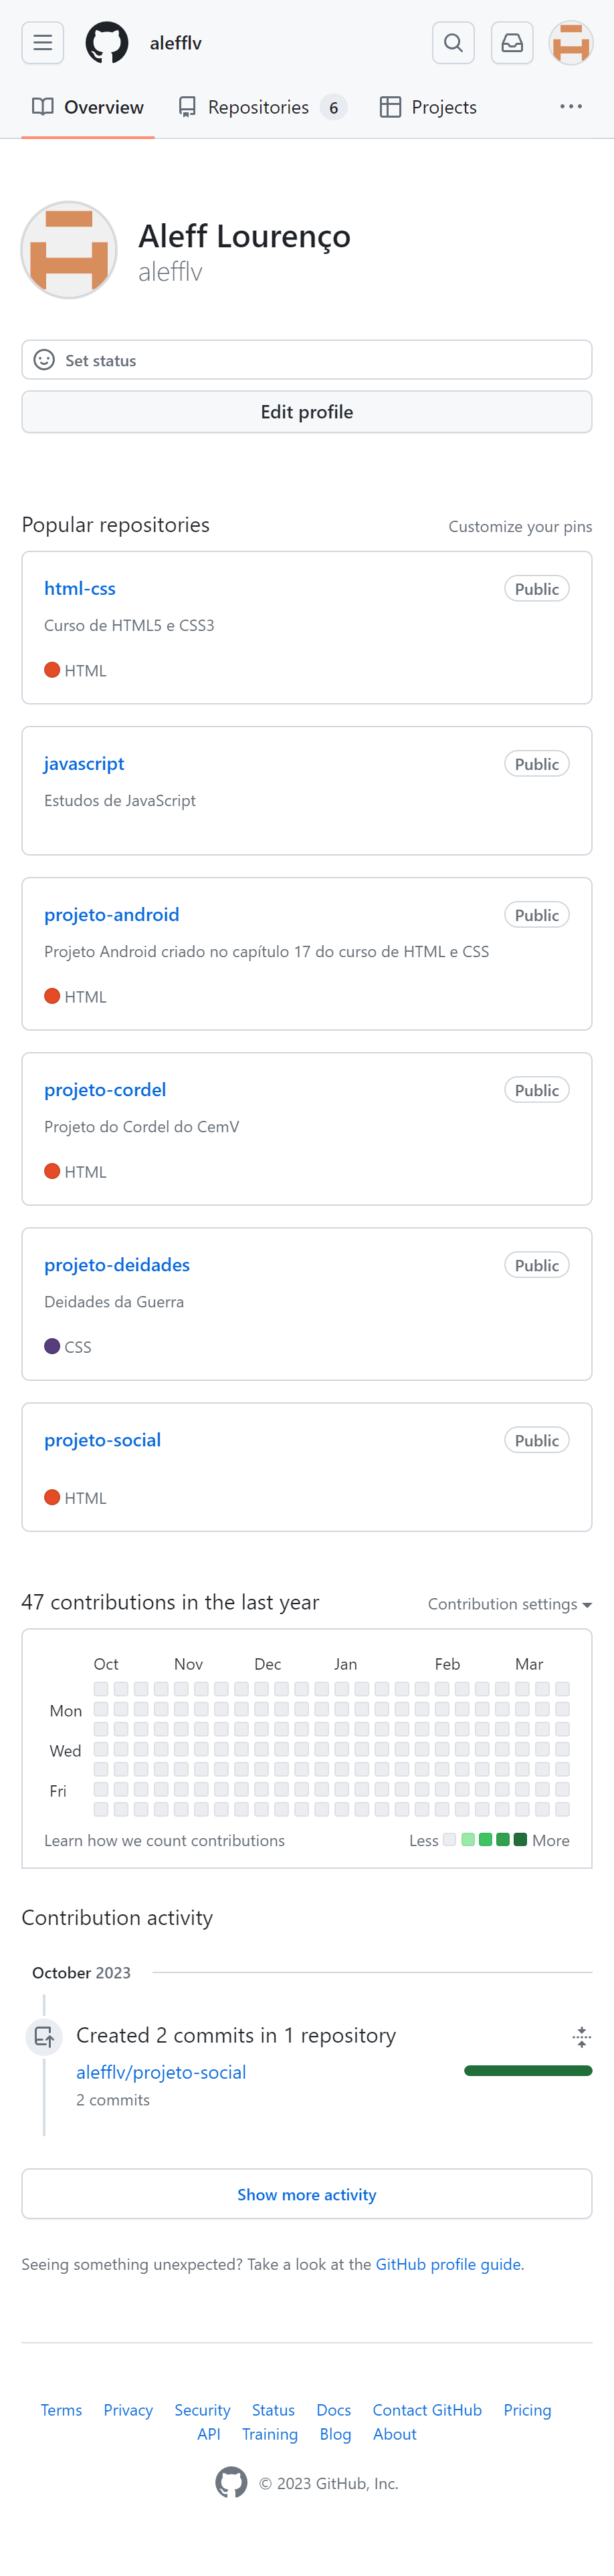 alefflv
Overview Repositories 6 Projects
Aleff Lourenço
alefflv
Set status
Edit profile
Popular repositories Customize your pins
html-css Public
Curso de HTML5 e CSS3
HTML
javascript Public
Estudos de JavaScript
projeto-android Public
Projeto Android criado no capítulo 17 do curso de HTML e CSS
HTML
projeto-cordel Public
Projeto do Cordel do CemV
HTML
projeto-deidades Public
Deidades da Guerra
CSS
projeto-social Public
HTML
47 contributions in the last year Contribution settings
Oct Nov Dec Jan Feb Mar
Mon
Wed
Fri
Learn how we count contributions Less More
Contribution activity
October 2023
Created 2 commits in 1 repository
alefflv/projeto-social
2 commits
Show more activity
Seeing something unexpected? Take a look at the GitHub profile guide.
Terms Privacy Security Status Docs Contact GitHub Pricing
API Training Blog About
© 2023 GitHub, Inc.